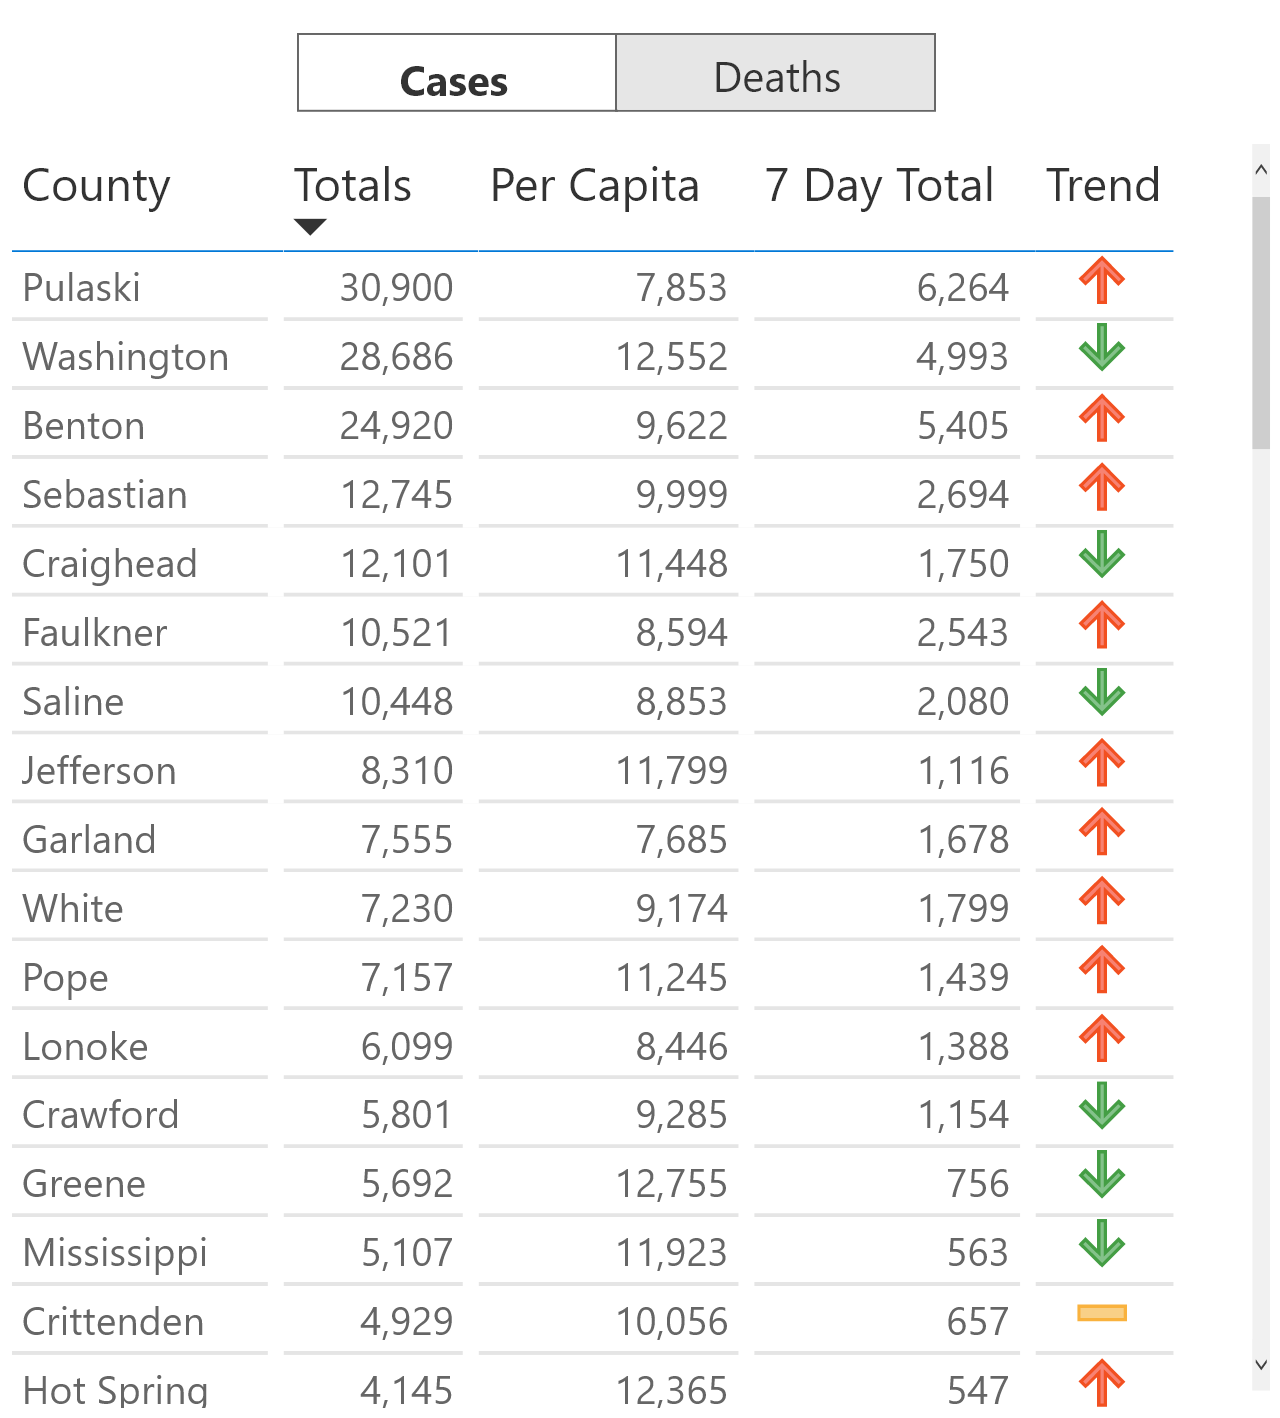 Cases Deaths
County Totals Per Capita 7 Day Total Trend
Pulaski 30,900 7,853 6,264
Washington 28,686 12,552 4,993
Benton 24,920 9,622 5,405
Sebastian 12,745 9,999 2,694
Craighead 12,101 11,448 1,750
Faulkner 10,521 8,594 2,543
Saline 10,448 8,853 2,080
Jefferson 8,310 11,799 1,116
Garland 7,555 7,685 1,678
White 7,230 9,174 1,799
Pope 7,157 11,245 1,439
Lonoke 6,099 8,446 1,388
Crawford 5,801 9,285 1,154
Greene 5,692 12,755 756
Mississippi 5,107 11,923 563
Crittenden 4,929 10,056 657
Hot Spring 4,145 12,365 547